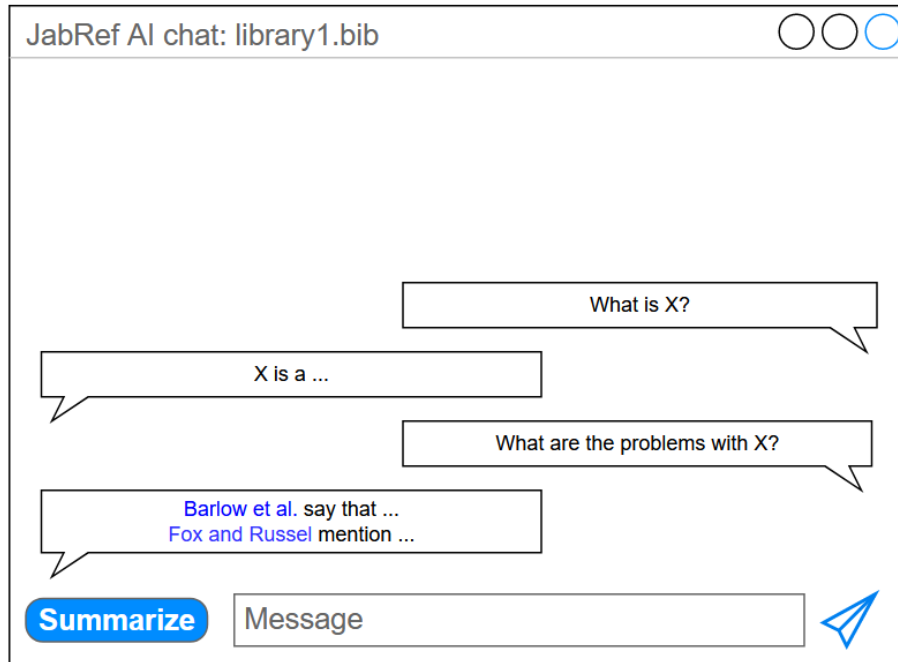 JabRef AI chat: library1.bib
What is X?
X is a ...
What are the problems with X?
Barlow et al. say that ...
Fox and Russel mention ...
Summarize
Message